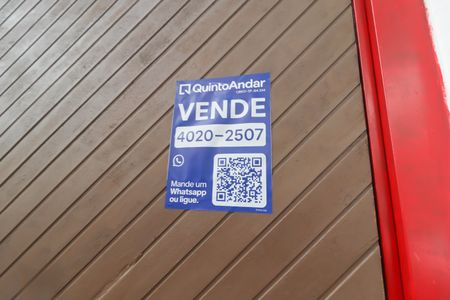 QuintoAndar
VENDE
4020-2507
Mande um
Whatsapp
ou ligue.